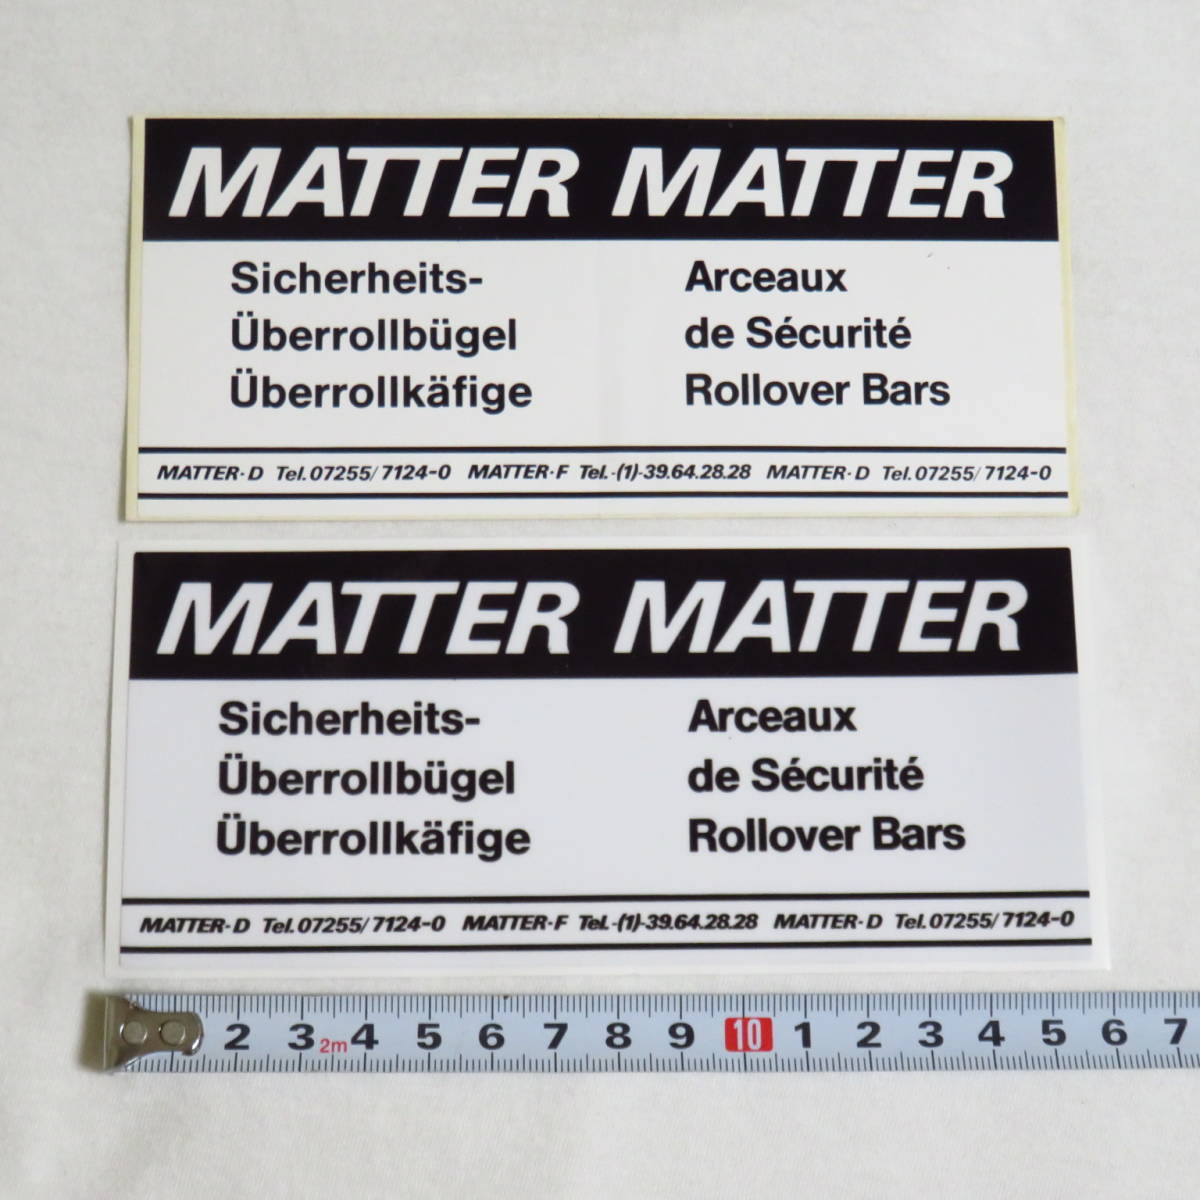 MATTER MATTER
Sicherheits-
Überrollbügel
Überrollkäfige
Arceaux
de Sécurité
Rollover Bars
MATTER·D Tel.07255/7124-0 MATTER·F Tel.-(1)-39.64.28.28 MATTER·D Tel.07255/7124-0
MATTER MATTER
Sicherheits-
Überrollbügel
Überrollkäfige
Arceaux
de Sécurité
Rollover Bars
MATTER·D Tel.07255/7124-0 MATTER·F Tel.-(1)-39.64.28.28 MATTER·D Tel.07255/7124-0
2 3 2m 4 5 6 7 8 9 10 1 2 3 4 5 6 7